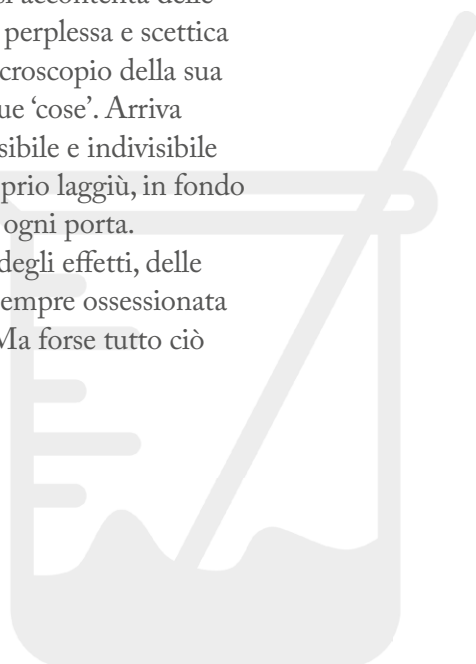 si accontenta delle
perplessa e scettica
croscopio della sua
ue ‘cose’. Arriva
sibile e indivisibile
prio laggiù, in fondo
ogni porta.
degli effetti, delle
empre ossessionata
Ma forse tutto ciò